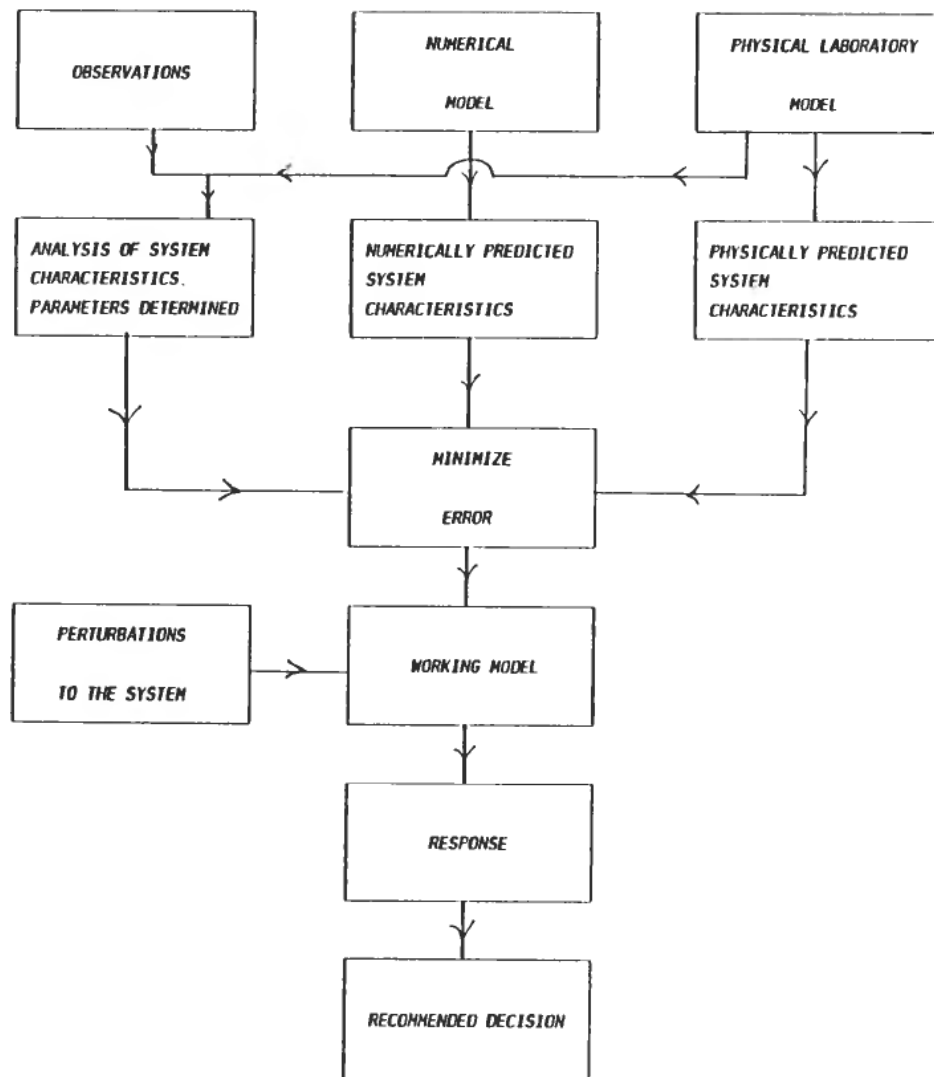 OBSERVATIONS
NUMERICAL
MODEL
PHYSICAL LABORATORY
MODEL
ANALYSIS OF SYSTEM
CHARACTERISTICS.
PARAMETERS DETERMINED
NUMERICALLY PREDICTED
SYSTEM
CHARACTERISTICS
PHYSICALLY PREDICTED
SYSTEM
CHARACTERISTICS
MINIMIZE
ERROR
PERTURBATIONS
TO THE SYSTEM
WORKING MODEL
RESPONSE
RECOMMENDED DECISION